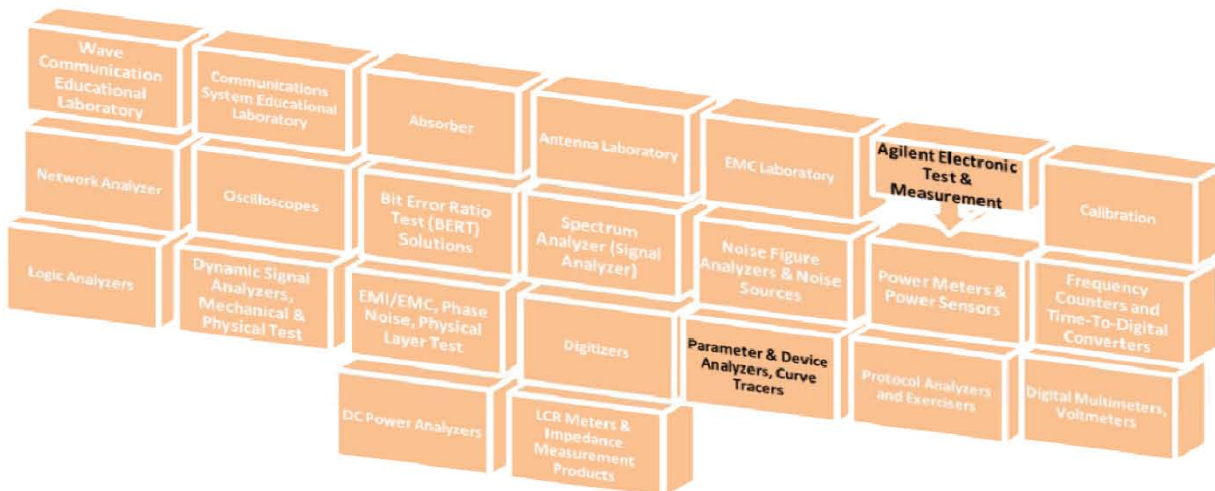 Wave
Communication
Educational
Laboratory
Communications
System Educational
Laboratory
Absorber
Antenna Laboratory
EMC Laboratory
Agilent Electronic
Test &
Measurement
Calibration
Network Analyzer
Oscilloscopes
Bit Error Ratio
Test (BERT)
Solutions
Spectrum
Analyzer (Signal
Analyzer)
Noise Figure
Analyzers & Noise
Sources
Power Meters &
Power Sensors
Frequency
Counters and
Time-To-Digital
Converters
Logic Analyzers
Dynamic Signal
Analyzers,
Mechanical &
Physical Test
EMI/EMC, Phase
Noise, Physical
Layer Test
Digitizers
Parameter & Device
Analyzers, Curve
Tracers
Protocol Analyzers
and Exercisers
Digital Multimeters,
Voltmeters
DC Power Analyzers
LCR Meters &
Impedance
Measurement
Products